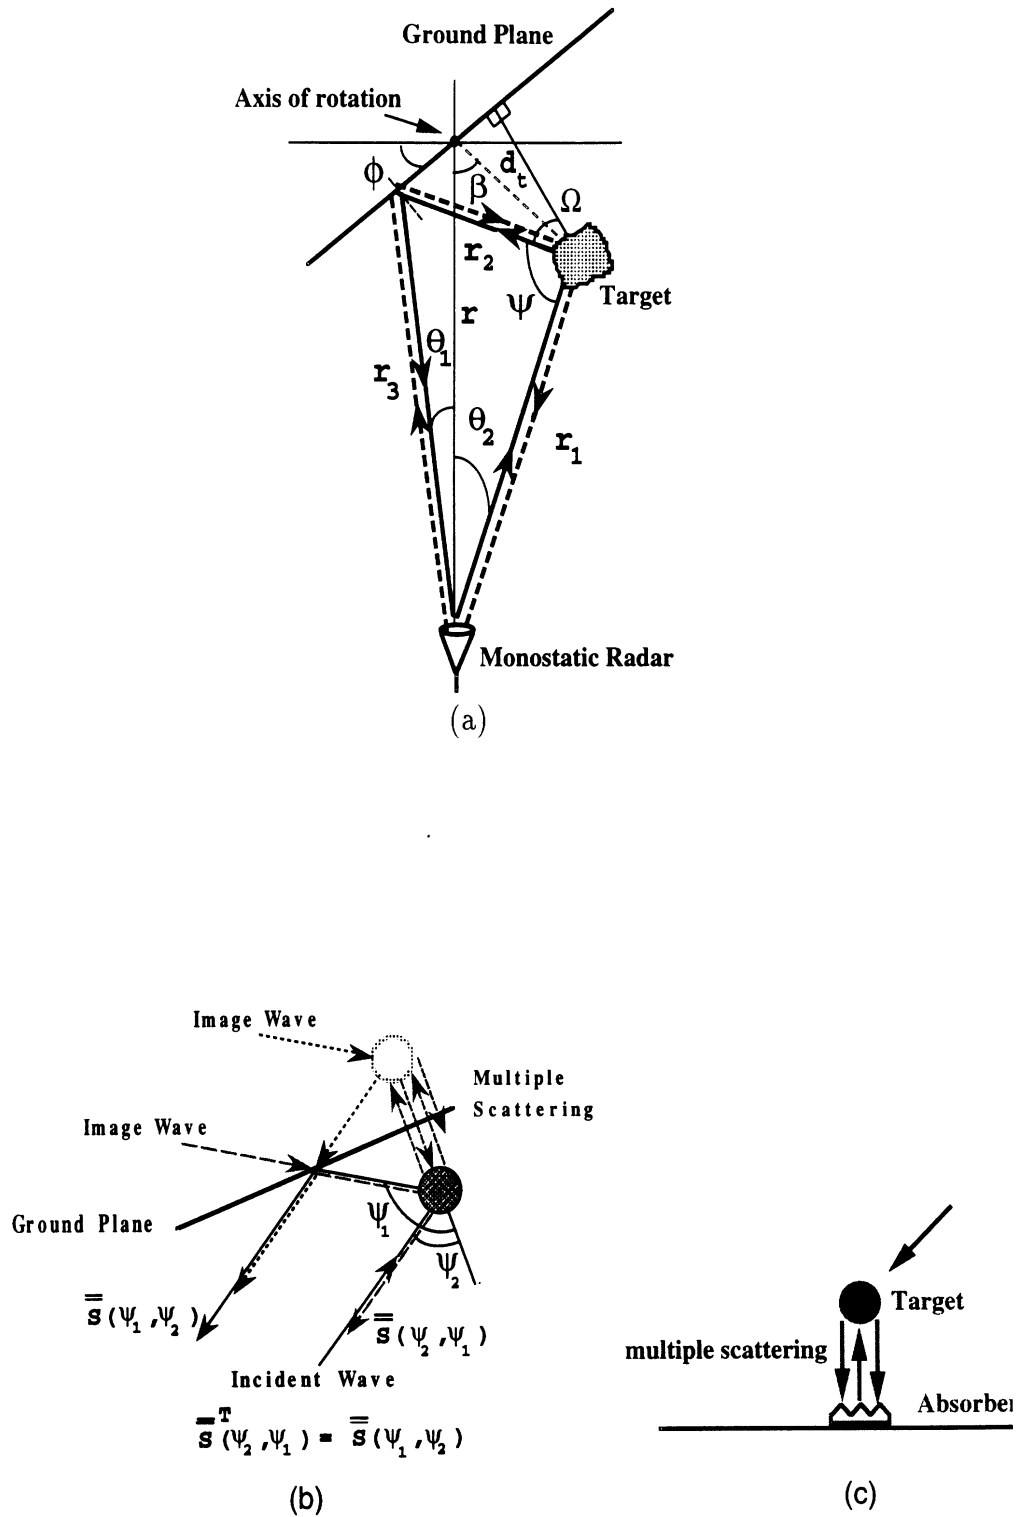 Ground Plane
Axis of rotation
ϕ
β
d_t
Ω
r_2
Target
ψ
r
θ_1
r_3
θ_2
r_1
Monostatic Radar
(a)
Image Wave
Multiple
Scattering
Image Wave
Ground Plane
ψ_1
ψ_2
S̿(ψ_1,ψ_2)
S̿(ψ_2,ψ_1)
Incident Wave
S̿^T(ψ_2,ψ_1) = S̿(ψ_1,ψ_2)
(b)
Target
multiple scattering
Absorber
(c)